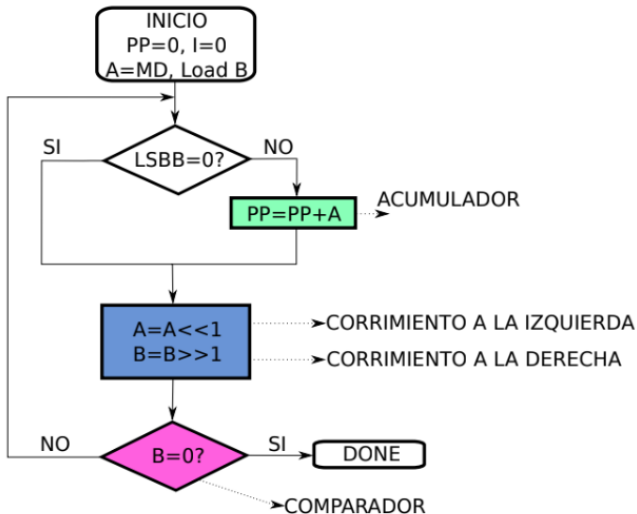 INICIO
PP=0, I=0
A=MD, Load B
SI
LSBB=0?
NO
PP=PP+A
ACUMULADOR
A=A<<1
B=B>>1
CORRIMIENTO A LA IZQUIERDA
CORRIMIENTO A LA DERECHA
NO
B=0?
SI
DONE
COMPARADOR